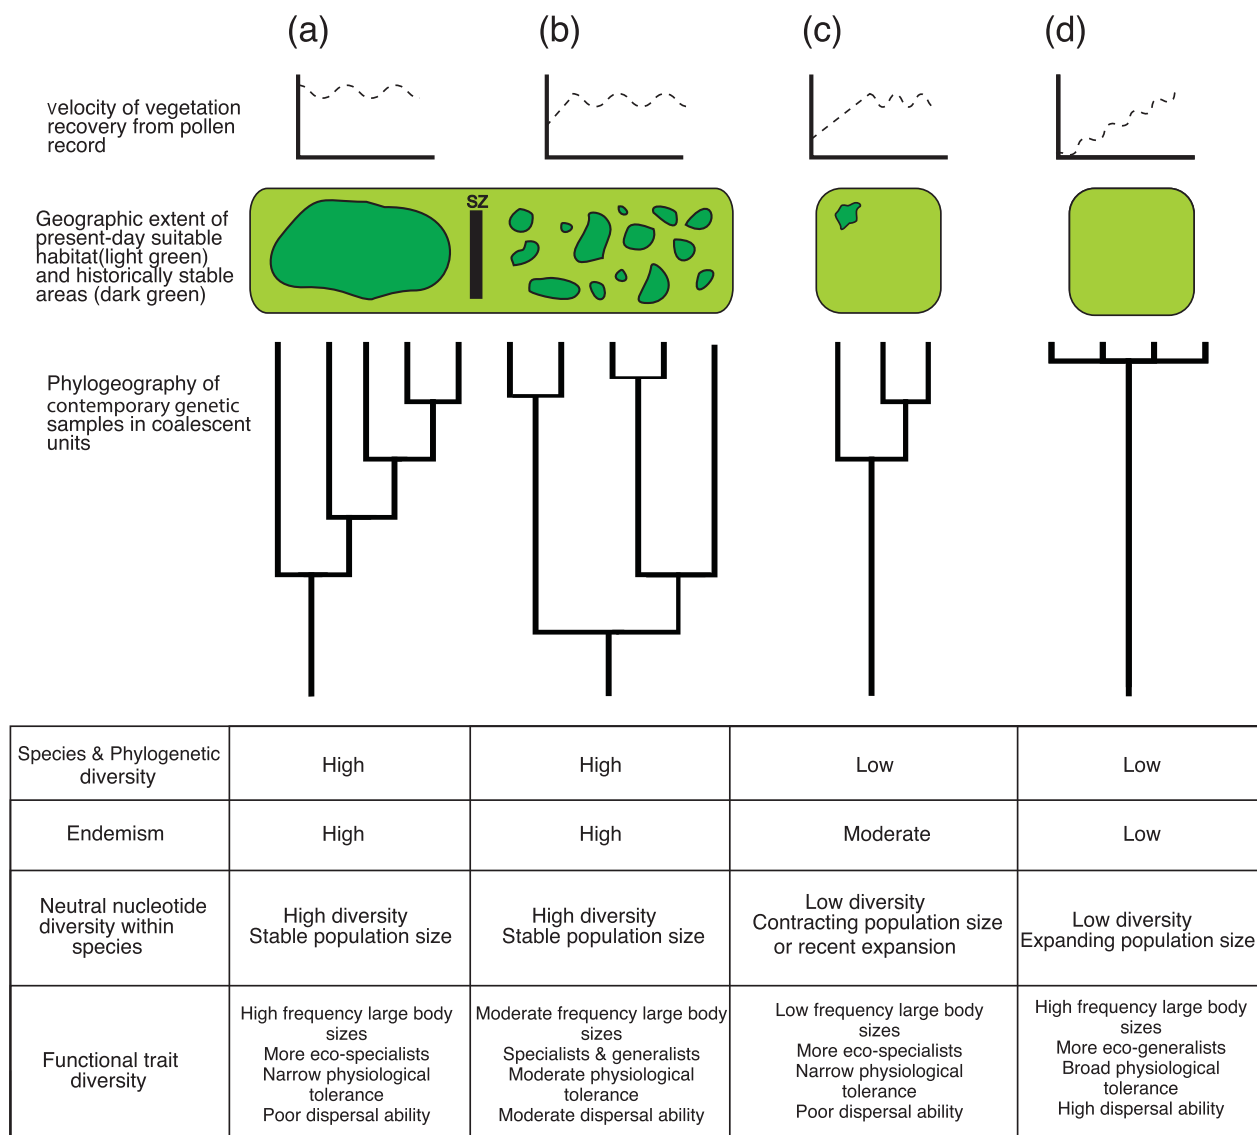 (a)
(b)
(c)
(d)
velocity of vegetation
recovery from pollen
record
Geographic extent of
present-day suitable
habitat(light green)
and historically stable
areas (dark green)
SZ
Phylogeography of
contemporary genetic
samples in coalescent
units
Species & Phylogenetic
diversity
High
High
Low
Low
Endemism
High
High
Moderate
Low
Neutral nucleotide
diversity within
species
High diversity
Stable population size
High diversity
Stable population size
Low diversity
Contracting population size
or recent expansion
Low diversity
Expanding population size
Functional trait
diversity
High frequency large body
sizes
More eco-specialists
Narrow physiological
tolerance
Poor dispersal ability
Moderate frequency large body
sizes
Specialists & generalists
Moderate physiological
tolerance
Moderate dispersal ability
Low frequency large body
sizes
More eco-specialists
Narrow physiological
tolerance
Poor dispersal ability
High frequency large body
sizes
More eco-generalists
Broad physiological
tolerance
High dispersal ability